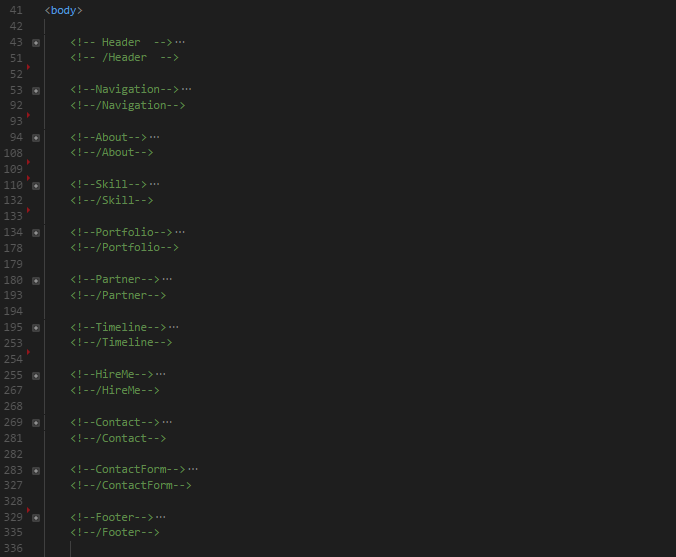 41 <body>
42
43 <!-- Header  -->…
51 <!-- /Header  -->
52
53 <!--Navigation-->…
92 <!--/Navigation-->
93
94 <!--About-->…
108 <!--/About-->
109
110 <!--Skill-->…
132 <!--/Skill-->
133
134 <!--Portfolio-->…
178 <!--/Portfolio-->
179
180 <!--Partner-->…
193 <!--/Partner-->
194
195 <!--Timeline-->…
253 <!--/Timeline-->
254
255 <!--HireMe-->…
267 <!--/HireMe-->
268
269 <!--Contact-->…
281 <!--/Contact-->
282
283 <!--ContactForm-->…
327 <!--/ContactForm-->
328
329 <!--Footer-->…
335 <!--/Footer-->
336